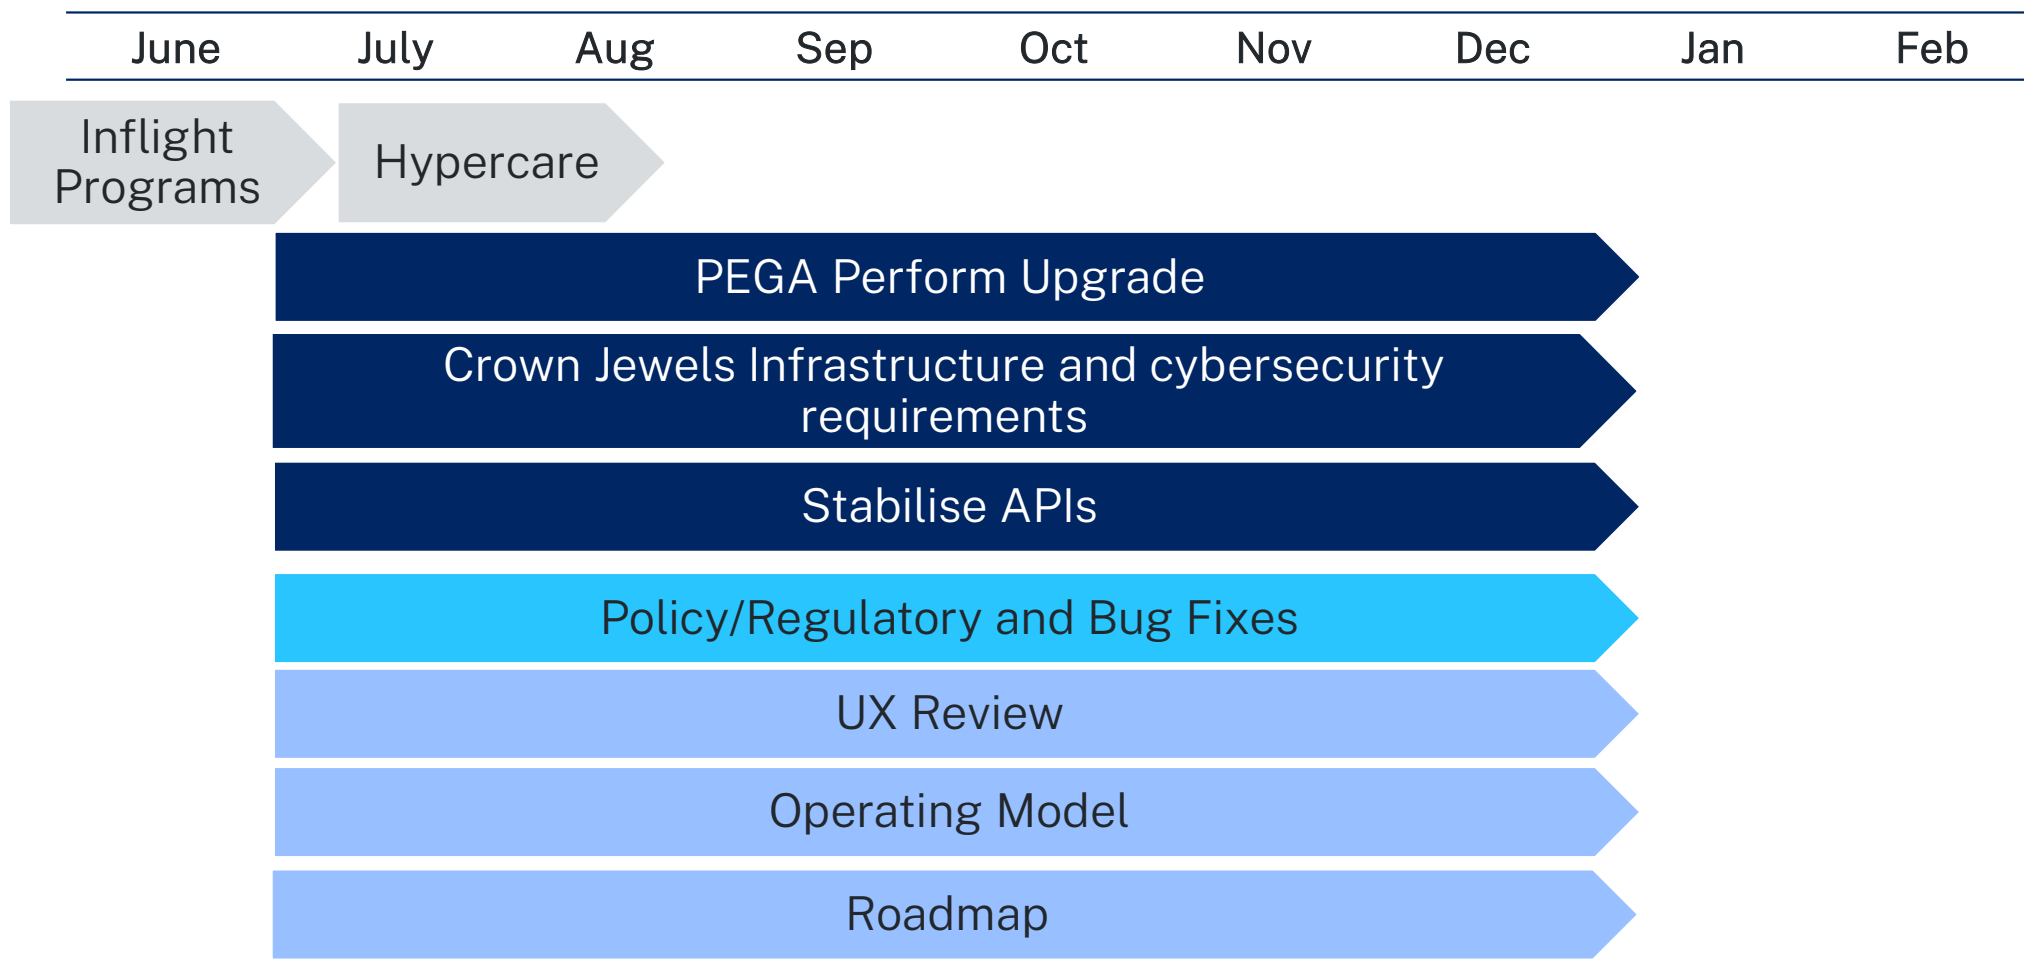 June July Aug Sep Oct Nov Dec Jan Feb
Inflight
Programs
Hypercare
PEGA Perform Upgrade
Crown Jewels Infrastructure and cybersecurity
requirements
Stabilise APIs
Policy/Regulatory and Bug Fixes
UX Review
Operating Model
Roadmap